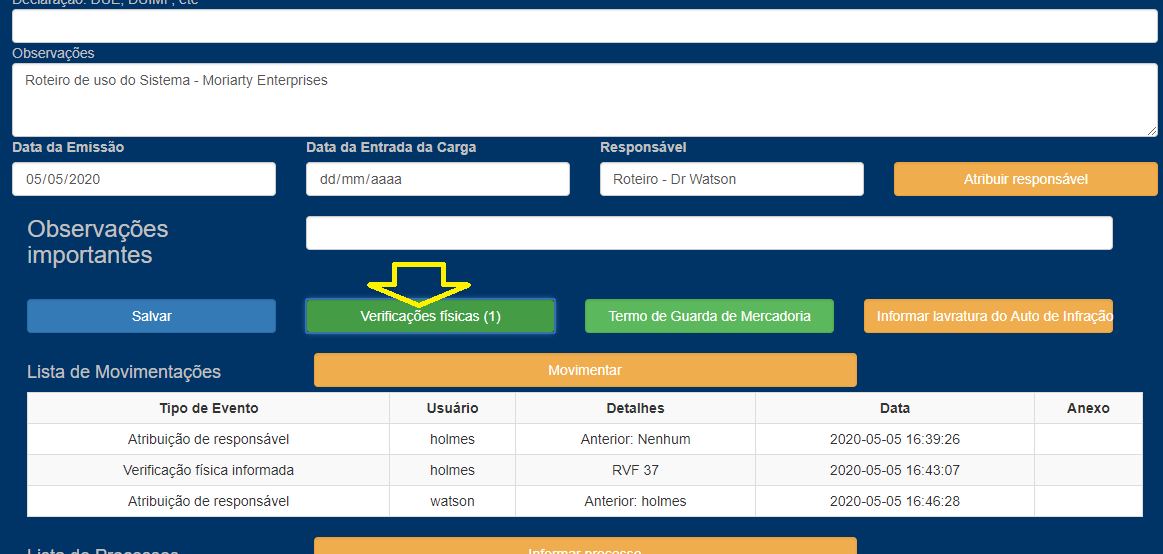 Declaração: DUE, DUIMP, etc
Observações
Roteiro de uso do Sistema - Moriarty Enterprises
Data da Emissão Data da Entrada da Carga Responsável
05/05/2020 dd/mm/aaaa Roteiro - Dr Watson Atribuir responsável
Observações
importantes
Salvar Verificações físicas (1) Termo de Guarda de Mercadoria Informar lavratura do Auto de Infração
Lista de Movimentações Movimentar
Tipo de Evento Usuário Detalhes Data Anexo
Atribuição de responsável holmes Anterior: Nenhum 2020-05-05 16:39:26
Verificação física informada holmes RVF 37 2020-05-05 16:43:07
Atribuição de responsável watson Anterior: holmes 2020-05-05 16:46:28
Lista de Processos Informar processo